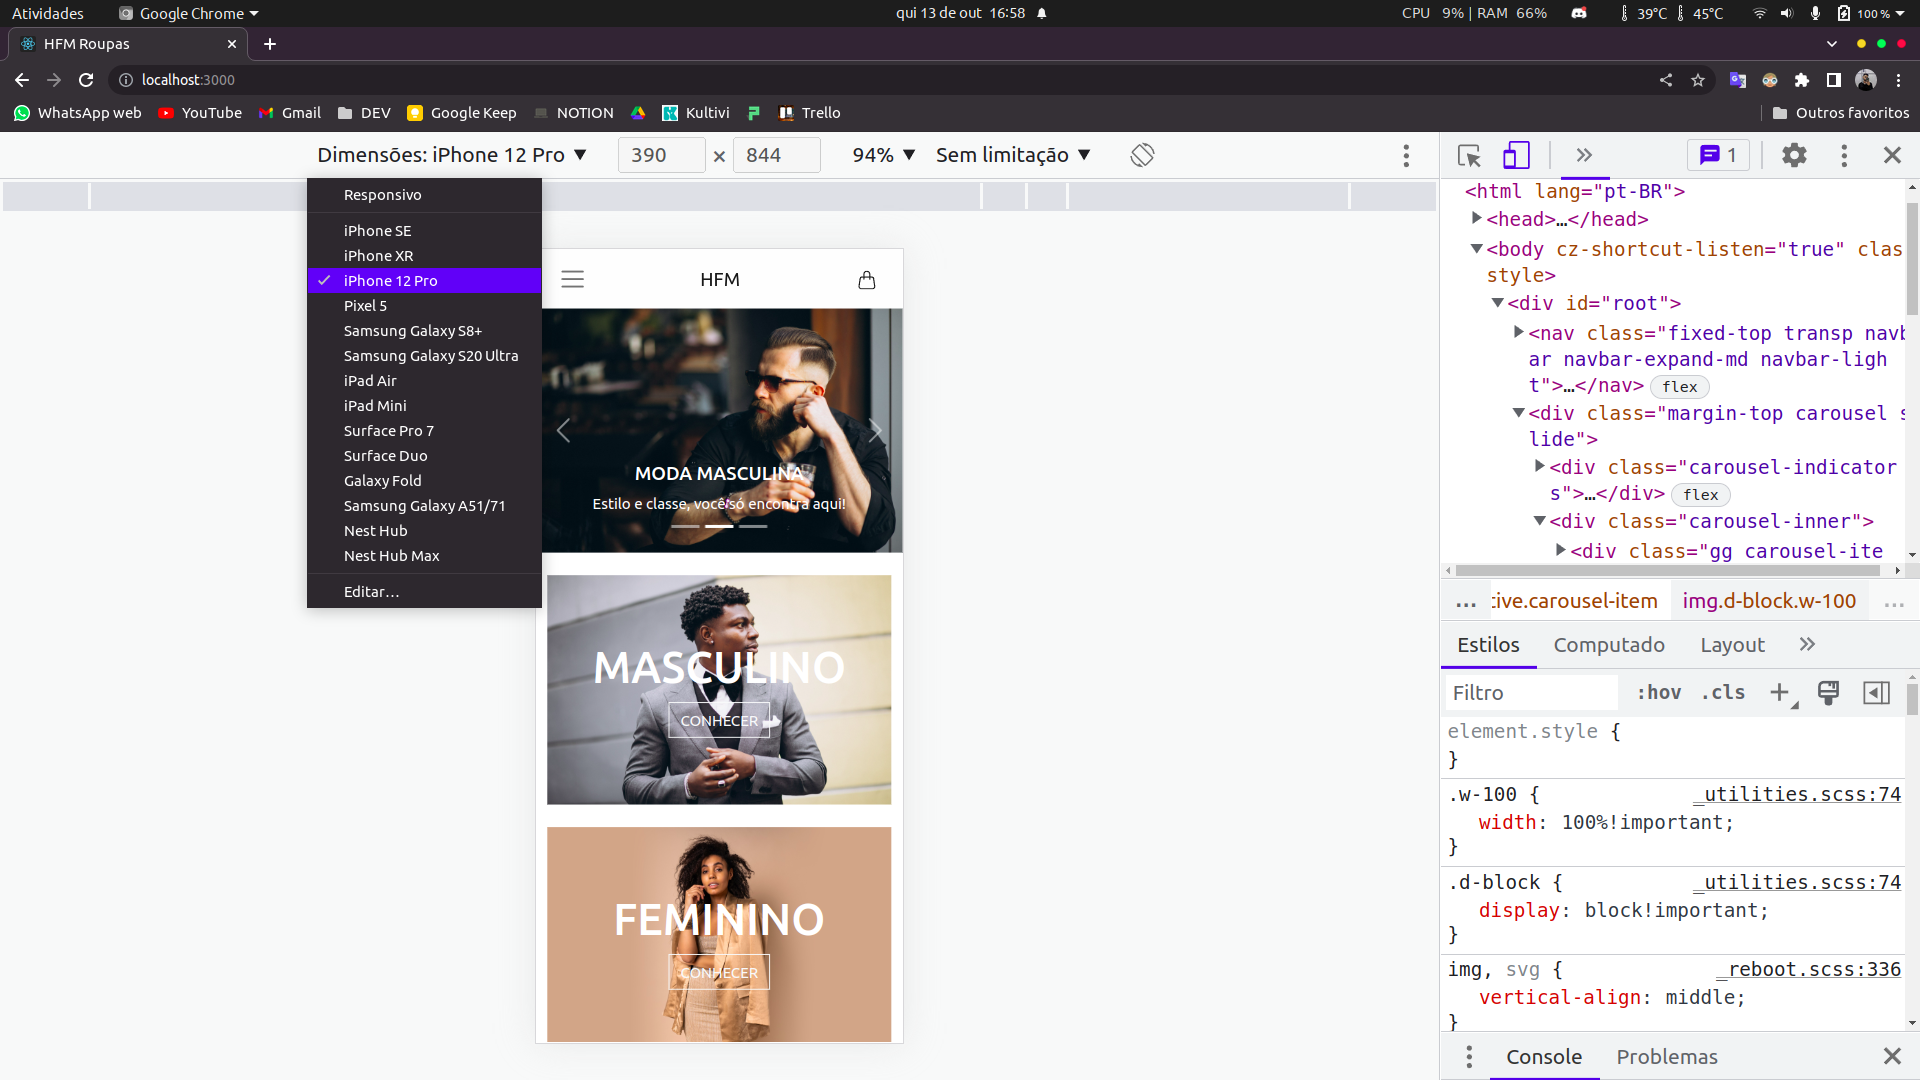 Atividades Google Chrome qui 13 de out 16:58 CPU 9% | RAM 66% 39°C 45°C 100 %
HFM Roupas
localhost:3000
WhatsApp web YouTube Gmail DEV Google Keep NOTION Kultivi Trello Outros favoritos
Dimensões: iPhone 12 Pro ▼ 390 × 844 94% ▼ Sem limitação ▼
Responsivo
iPhone SE
iPhone XR
iPhone 12 Pro
Pixel 5
Samsung Galaxy S8+
Samsung Galaxy S20 Ultra
iPad Air
iPad Mini
Surface Pro 7
Surface Duo
Galaxy Fold
Samsung Galaxy A51/71
Nest Hub
Nest Hub Max
Editar…
HFM
MODA MASCULINA
Estilo e classe, você só encontra aqui!
MASCULINO
CONHECER
FEMININO
CONHECER
1
<html lang="pt-BR">
<head>…</head>
<body cz-shortcut-listen="true" clas
style>
<div id="root">
<nav class="fixed-top transp navb
ar navbar-expand-md navbar-ligh
t">…</nav> flex
<div class="margin-top carousel s
lide">
<div class="carousel-indicator
s">…</div> flex
<div class="carousel-inner">
<div class="gg carousel-ite
… tive.carousel-item img.d-block.w-100 …
Estilos Computado Layout
Filtro :hov .cls
element.style {
}
.w-100 { _utilities.scss:74
width: 100%!important;
}
.d-block { _utilities.scss:74
display: block!important;
}
img, svg { _reboot.scss:336
vertical-align: middle;
}
Console Problemas